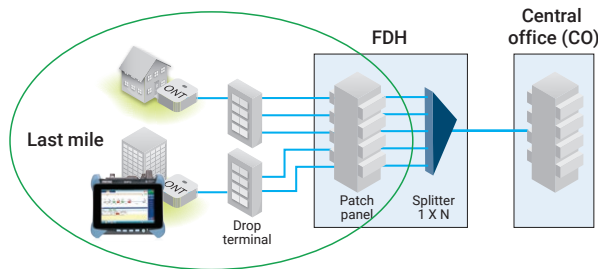 Central
office (CO)
FDH
ONT
Last mile
ONT
Drop
terminal
Patch
panel
Splitter
1 X N